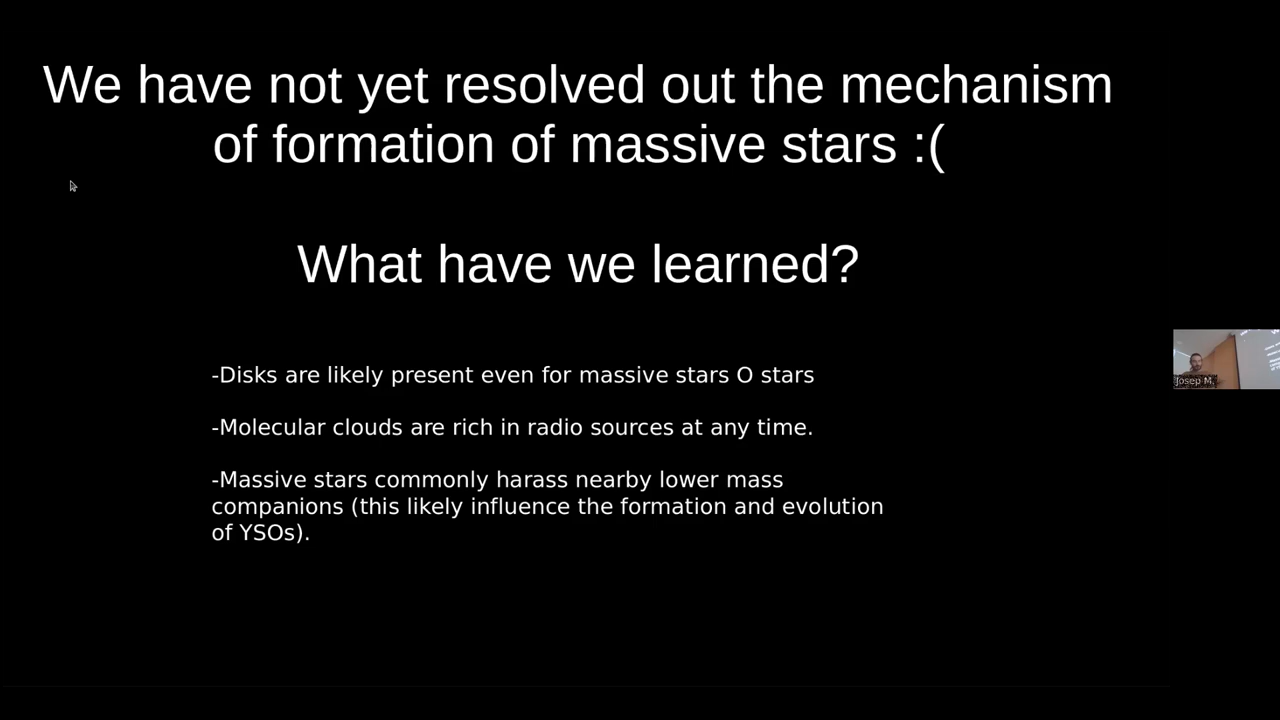 We have not yet resolved out the mechanism
of formation of massive stars :(
What have we learned?
-Disks are likely present even for massive stars O stars
-Molecular clouds are rich in radio sources at any time.
-Massive stars commonly harass nearby lower mass
companions (this likely influence the formation and evolution
of YSOs).
Josep M.